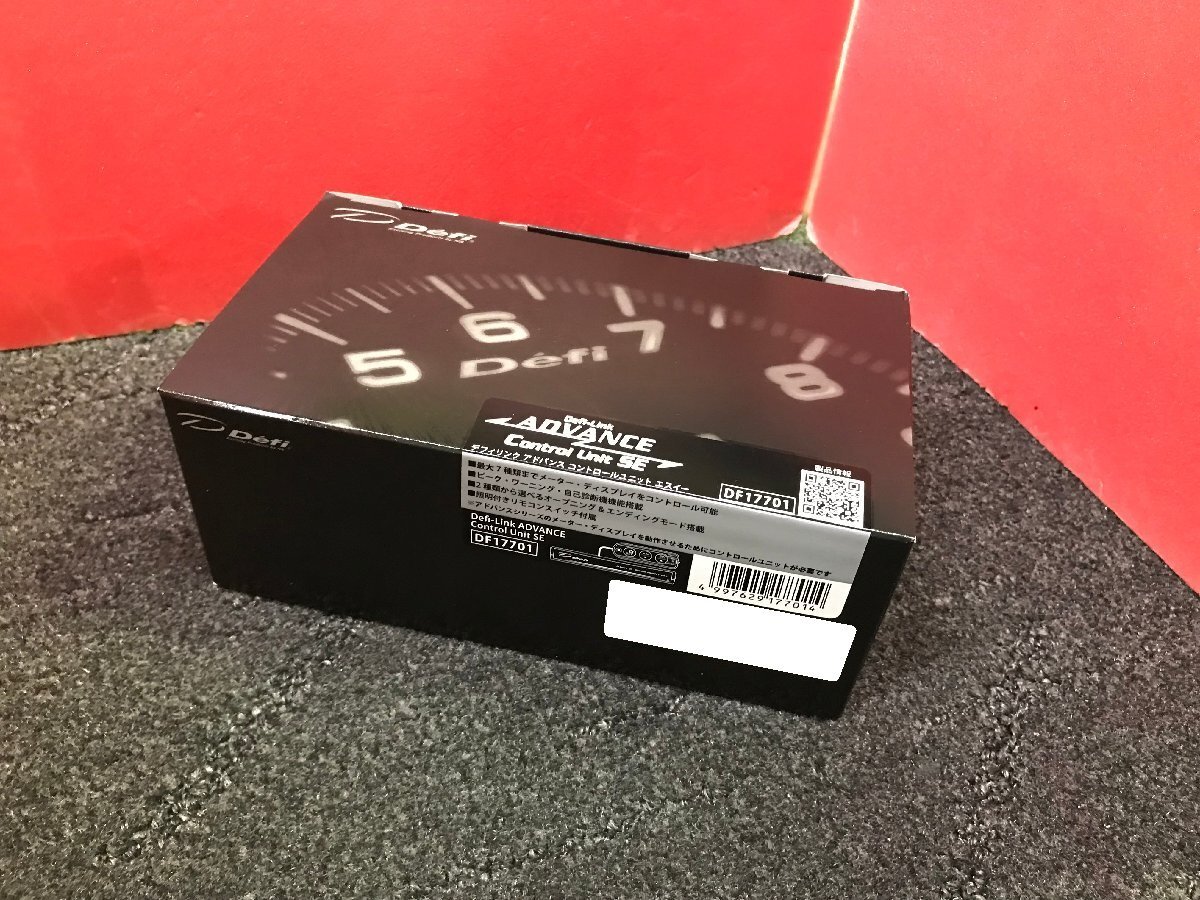 Défi
5 6 7 8
Défi
Défi
Defi-Link
ADVANCE
Control Unit SE
デフィリンク アドバンス コントロールユニット エスイー
DF17701
製品情報
■最大7種類までメーター・ディスプレイをコントロール可能
■ピーク・ワーニング・自己診断機機能搭載
■2種類から選べるオープニング&エンディングモード搭載
■照明付きリモコンスイッチ付属
※アドバンスシリーズのメーター・ディスプレイを動作させるためにコントロールユニットが必要です
Defi-Link ADVANCE
Control Unit SE
DF17701
4 997629 177014